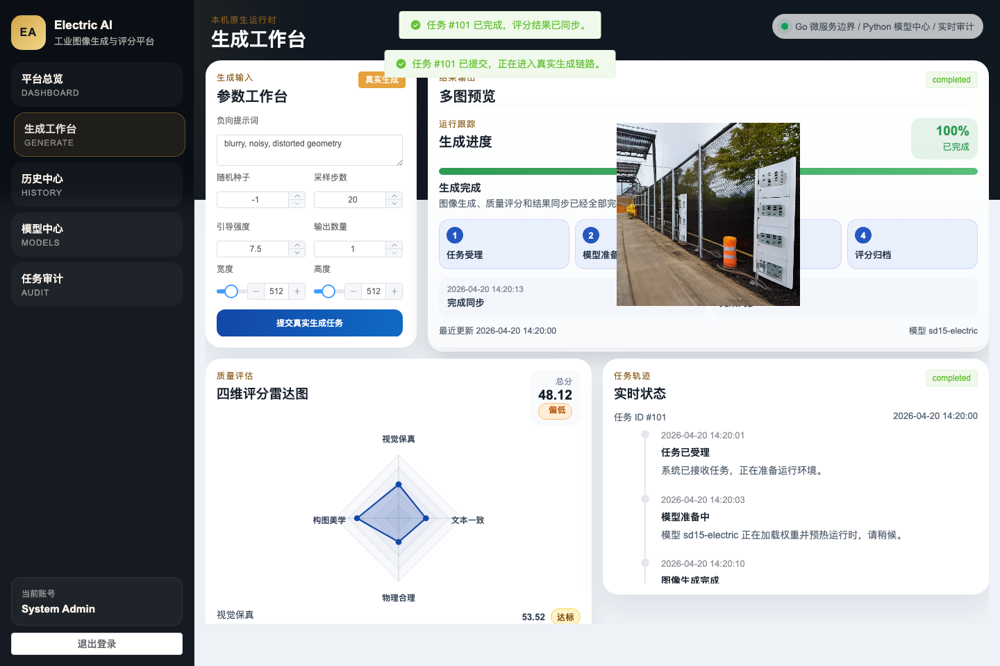 EA
Electric AI
工业图像生成与评分平台
平台总览
DASHBOARD
生成工作台
GENERATE
历史中心
HISTORY
模型中心
MODELS
任务审计
AUDIT
当前账号
System Admin
退出登录
本机原生运行时
生成工作台
任务 #101 已完成，评分结果已同步。
任务 #101 已提交，正在进入真实生成链路。
Go 微服务边界 / Python 模型中心 / 实时审计
生成输入
真实生成
参数工作台
负向提示词
blurry, noisy, distorted geometry
随机种子
采样步数
-1
20
引导强度
输出数量
7.5
1
宽度
高度
512
512
提交真实生成任务
结果输出
completed
多图预览
运行跟踪
生成进度
100%
已完成
生成完成
图像生成、质量评分和结果同步已经全部完
1
任务受理
2
模型准备
4
评分归档
2026-04-20 14:20:13
完成同步
最近更新 2026-04-20 14:20:00
模型 sd15-electric
质量评估
四维评分雷达图
总分
48.12
偏低
视觉保真
构图美学
文本一致
物理合理
视觉保真
53.52
达标
任务轨迹
completed
实时状态
任务 ID #101
2026-04-20 14:20:00
2026-04-20 14:20:01
任务已受理
系统已接收任务，正在准备运行环境。
2026-04-20 14:20:03
模型准备中
模型 sd15-electric 正在加载权重并预热运行时，请稍候。
2026-04-20 14:20:10
图像生成完成